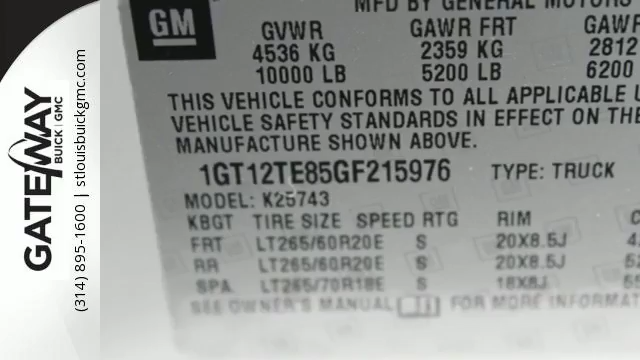 GATEWAY
BUICK | GMC
(314) 895-1600 | stlouisbuickgmc.com
GM
MFD BY GENERAL MOTORS
GVWR GAWR FRT GAWR
4536 KG 2359 KG 2812
10000 LB 5200 LB 6200
THIS VEHICLE CONFORMS TO ALL APPLICABLE U
VEHICLE SAFETY STANDARDS IN EFFECT ON THE
MANUFACTURE SHOWN ABOVE.
1GT12TE85GF215976 TYPE: TRUCK
MODEL: K25743
KBGT TIRE SIZE SPEED RTG RIM
FRT LT265/60R20E S 20X8.5J
RR LT265/60R20E S 20X8.5J
SPA LT265/70R18E S 18X8J
SEE OWNER'S MANUAL FOR MORE INFORMAT